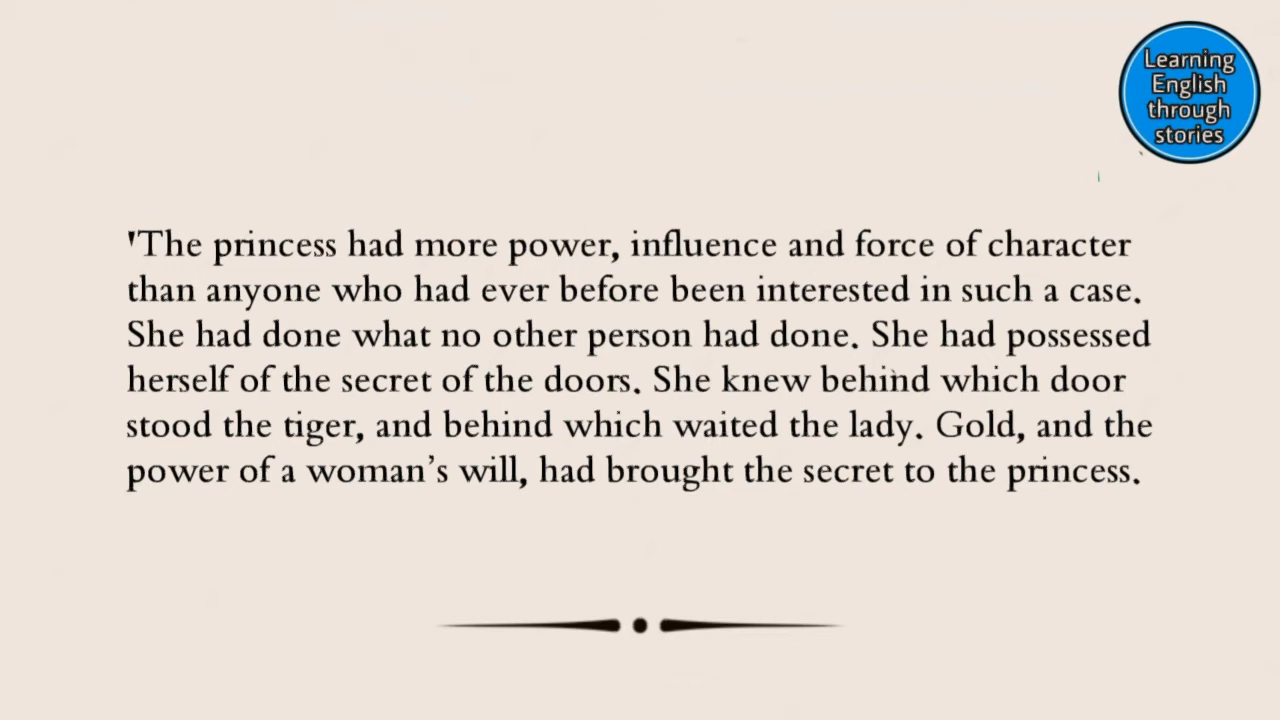 Learning
English
through
stories
'The princess had more power, influence and force of character
than anyone who had ever before been interested in such a case.
She had done what no other person had done. She had possessed
herself of the secret of the doors. She knew behind which door
stood the tiger, and behind which waited the lady. Gold, and the
power of a woman’s will, had brought the secret to the princess.